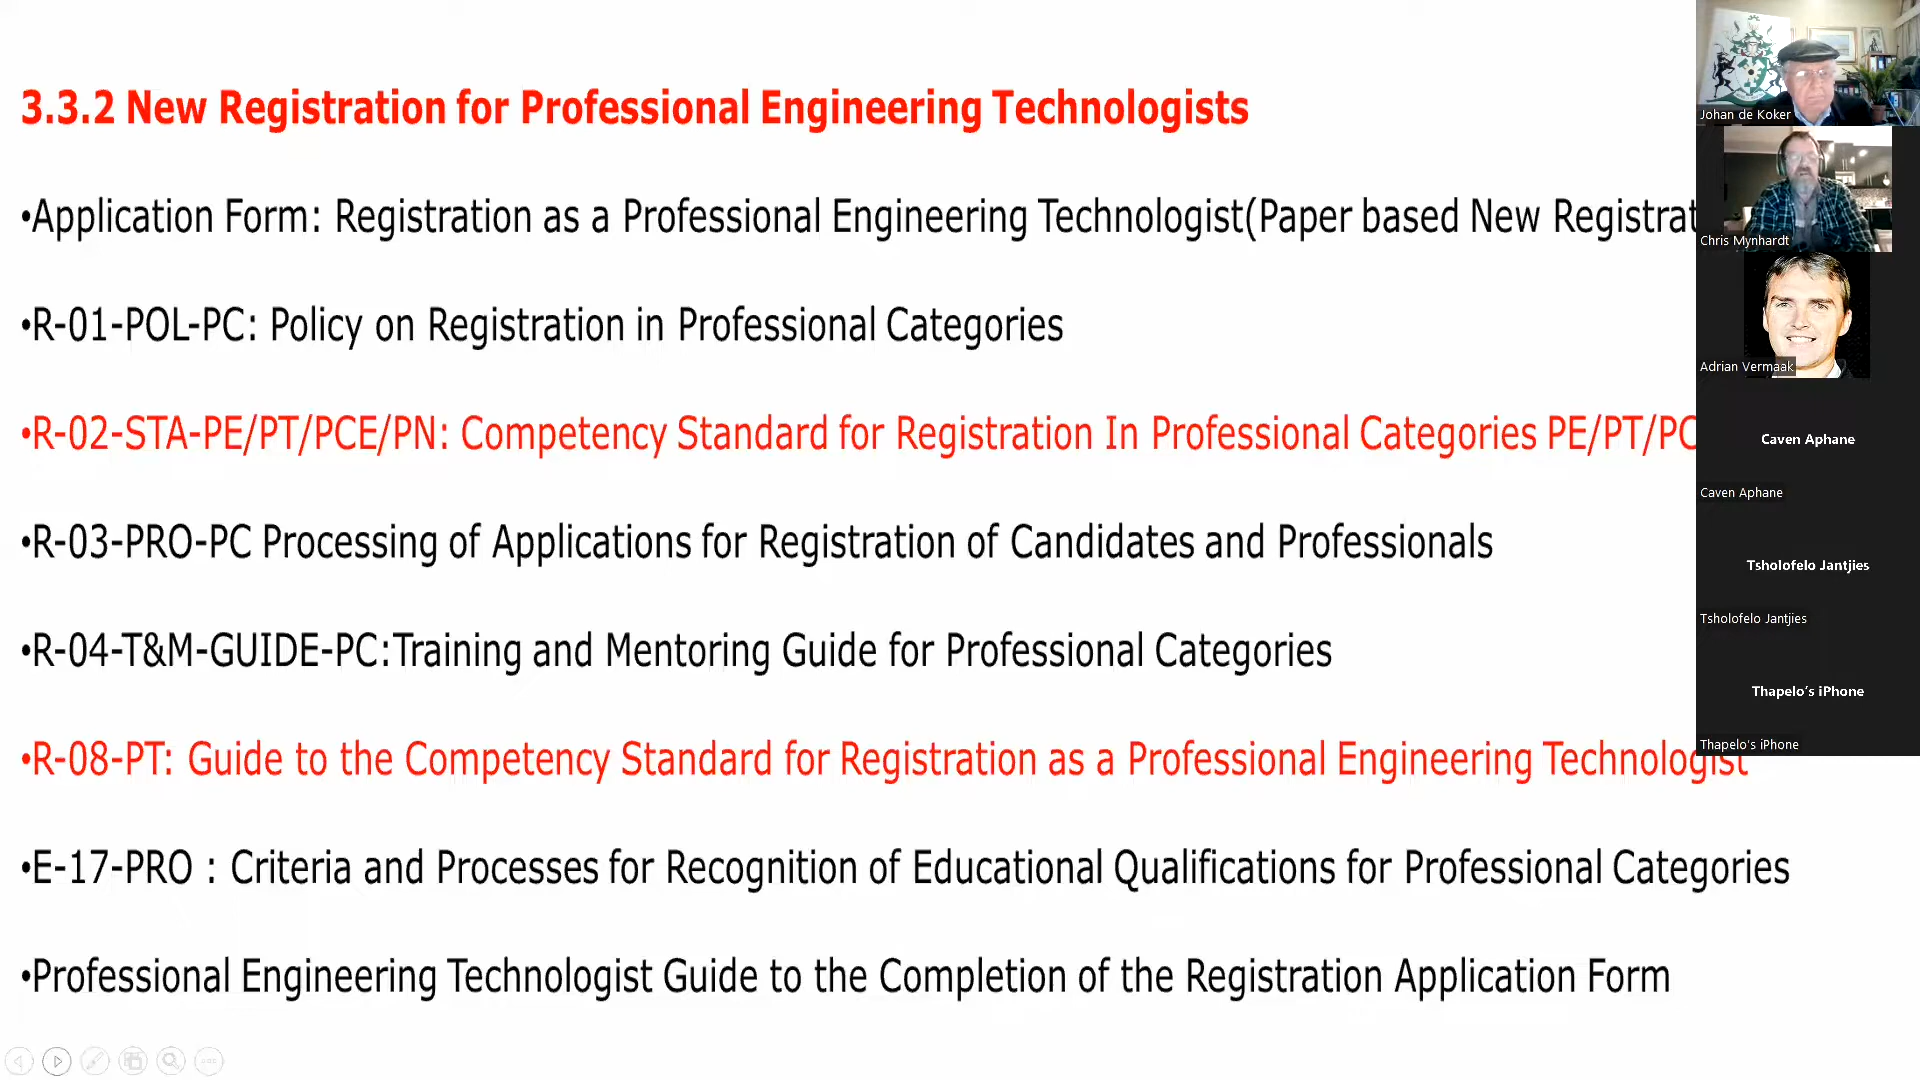 3.3.2 New Registration for Professional Engineering Technologists
•Application Form: Registration as a Professional Engineering Technologist(Paper based New Registrat
•R-01-POL-PC: Policy on Registration in Professional Categories
•R-02-STA-PE/PT/PCE/PN: Competency Standard for Registration In Professional Categories PE/PT/PC
•R-03-PRO-PC Processing of Applications for Registration of Candidates and Professionals
•R-04-T&M-GUIDE-PC:Training and Mentoring Guide for Professional Categories
•R-08-PT: Guide to the Competency Standard for Registration as a Professional Engineering Technologist
•E-17-PRO : Criteria and Processes for Recognition of Educational Qualifications for Professional Categories
•Professional Engineering Technologist Guide to the Completion of the Registration Application Form
Johan de Koker
Chris Mynhardt
Adrian Vermaak
Caven Aphane
Caven Aphane
Tsholofelo Jantjies
Tsholofelo Jantjies
Thapelo's iPhone
Thapelo's iPhone